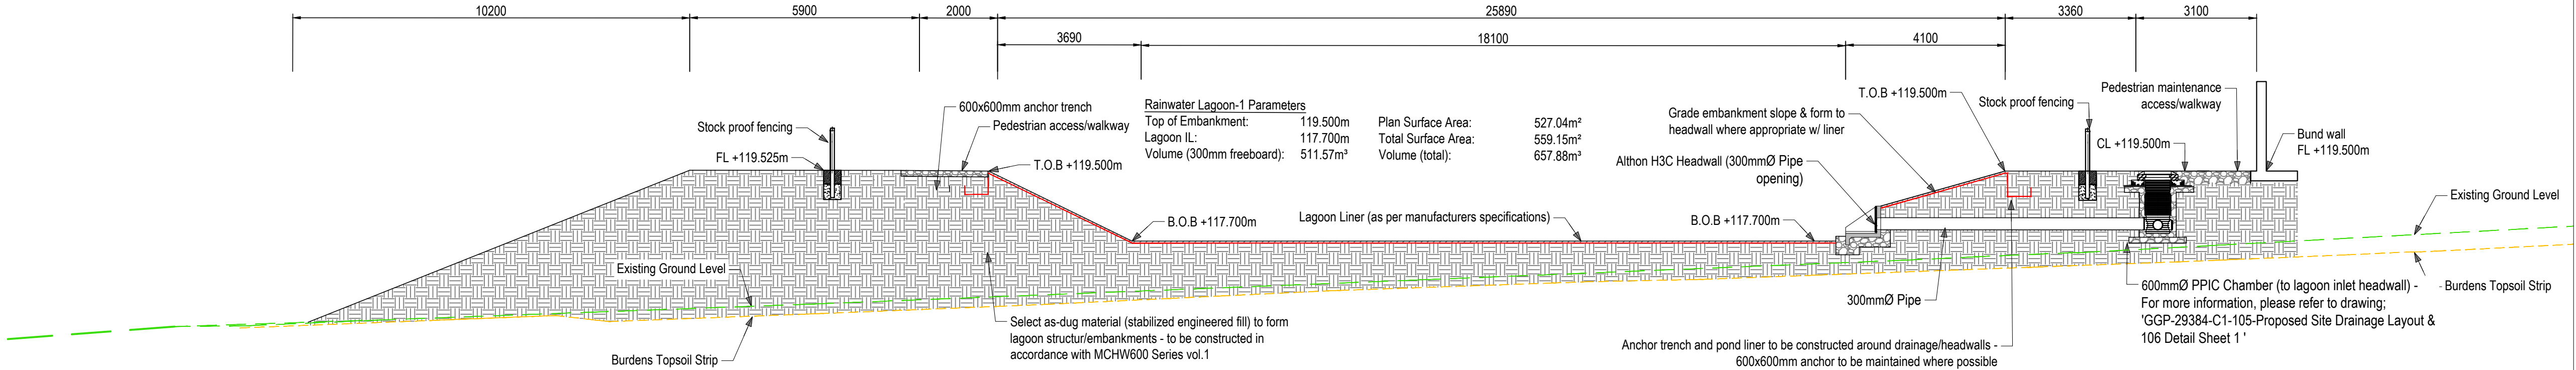 10200
5900
2000
25890
3360
3100
3690
18100
4100
600x600mm anchor trench
Stock proof fencing
Pedestrian access/walkway
FL +119.525m
T.O.B +119.500m
Rainwater Lagoon-1 Parameters
Top of Embankment: 119.500m Plan Surface Area: 527.04m²
Lagoon IL: 117.700m Total Surface Area: 559.15m²
Volume (300mm freeboard): 511.57m³ Volume (total): 657.88m³
B.O.B +117.700m
Lagoon Liner (as per manufacturers specifications)
B.O.B +117.700m
Grade embankment slope & form to
headwall where appropriate w/ liner
Althon H3C Headwall (300mmØ Pipe
opening)
T.O.B +119.500m
Stock proof fencing
Pedestrian maintenance
access/walkway
CL +119.500m
Bund wall
FL +119.500m
Existing Ground Level
Burdens Topsoil Strip
Existing Ground Level
Burdens Topsoil Strip
Select as-dug material (stabilized engineered fill) to form
lagoon structur/embankments - to be constructed in
accordance with MCHW600 Series vol.1
300mmØ Pipe
Anchor trench and pond liner to be constructed around drainage/headwalls -
600x600mm anchor to be maintained where possible
600mmØ PPIC Chamber (to lagoon inlet headwall) -
For more information, please refer to drawing;
'GGP-29384-C1-105-Proposed Site Drainage Layout &
106 Detail Sheet 1 '